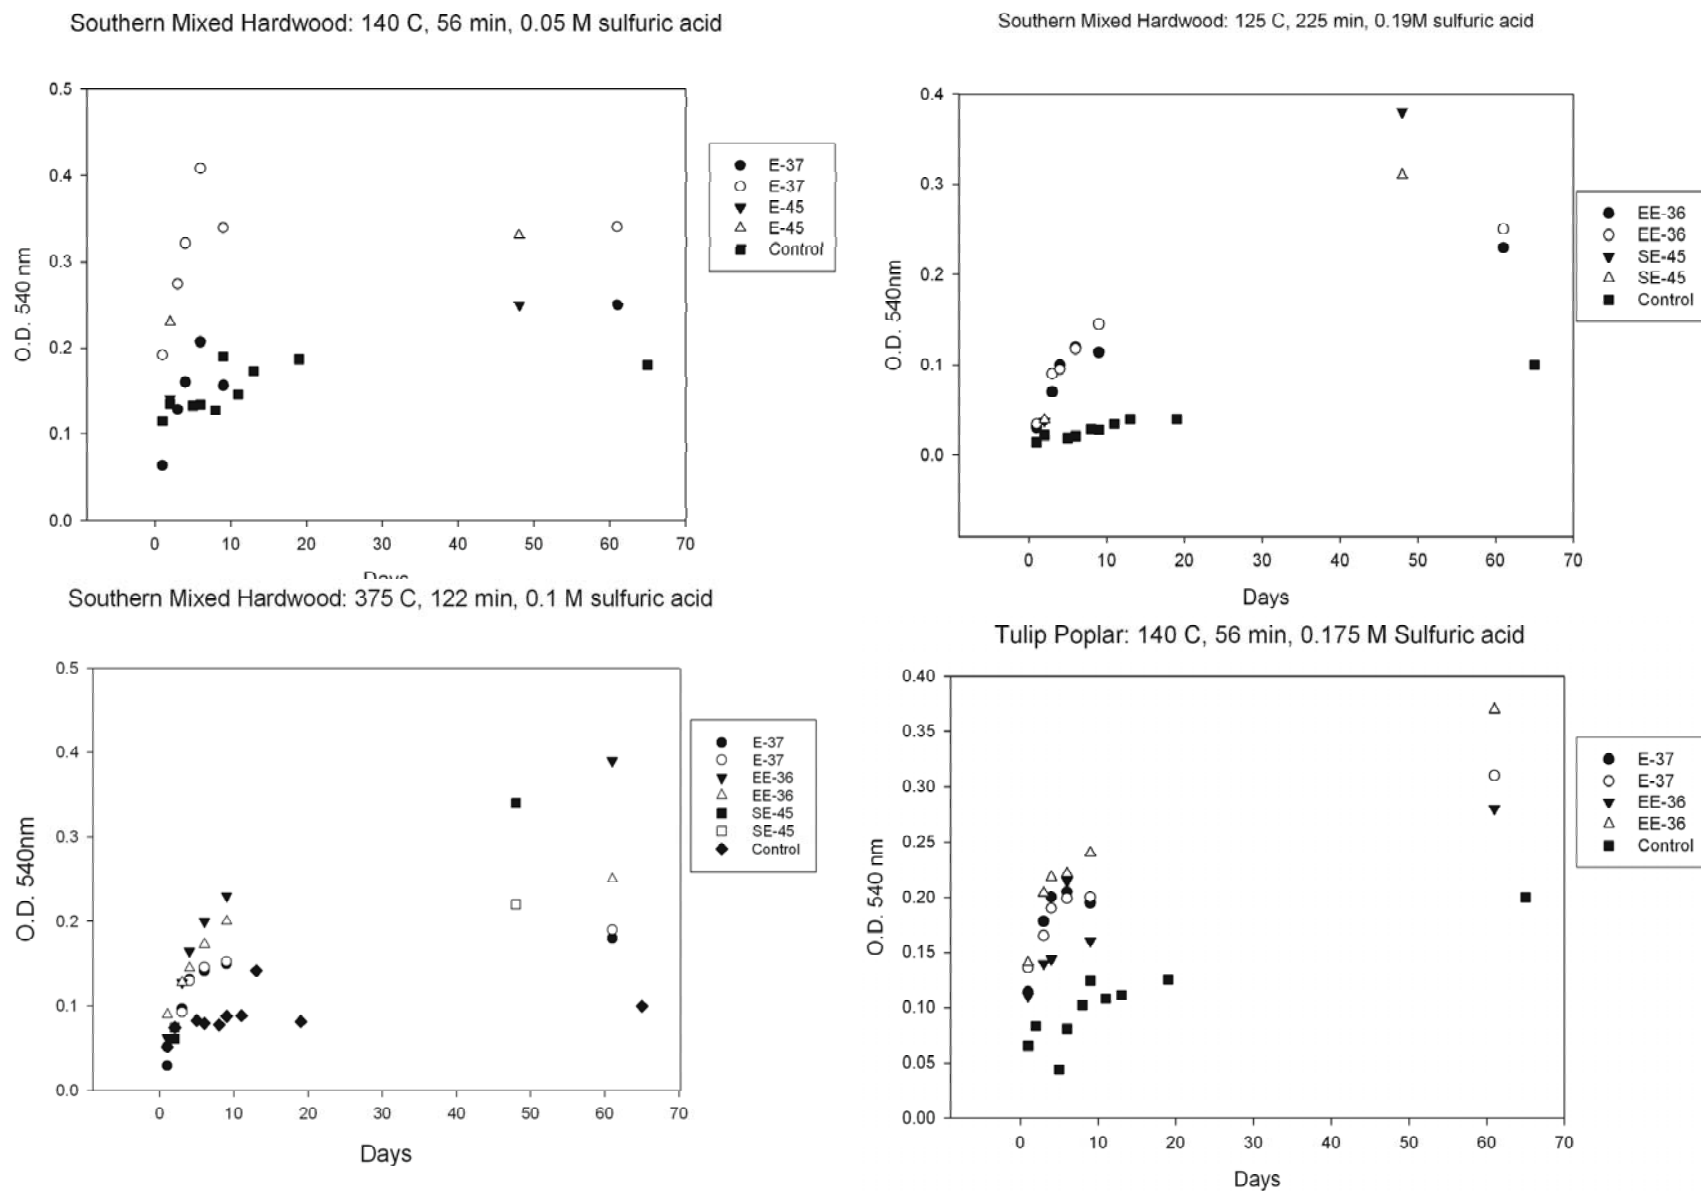 Southern Mixed Hardwood: 140 C, 56 min, 0.05 M sulfuric acid
0.5
0.4
0.3
0.2
0.1
0.0
O.D. 540 nm
0 10 20 30 40 50 60 70
Days
E-37
E-37
E-45
E-45
Control
Southern Mixed Hardwood: 125 C, 225 min, 0.19M sulfuric acid
0.4
0.3
0.2
0.1
0.0
O.D. 540nm
0 10 20 30 40 50 60 70
Days
EE-36
EE-36
SE-45
SE-45
Control
Southern Mixed Hardwood: 375 C, 122 min, 0.1 M sulfuric acid
0.5
0.4
0.3
0.2
0.1
0.0
O.D. 540nm
0 10 20 30 40 50 60 70
Days
E-37
E-37
EE-36
EE-36
SE-45
SE-45
Control
Tulip Poplar: 140 C, 56 min, 0.175 M Sulfuric acid
0.40
0.35
0.30
0.25
0.20
0.15
0.10
0.05
0.00
O.D. 540 nm
0 10 20 30 40 50 60 70
Days
E-37
E-37
EE-36
EE-36
Control